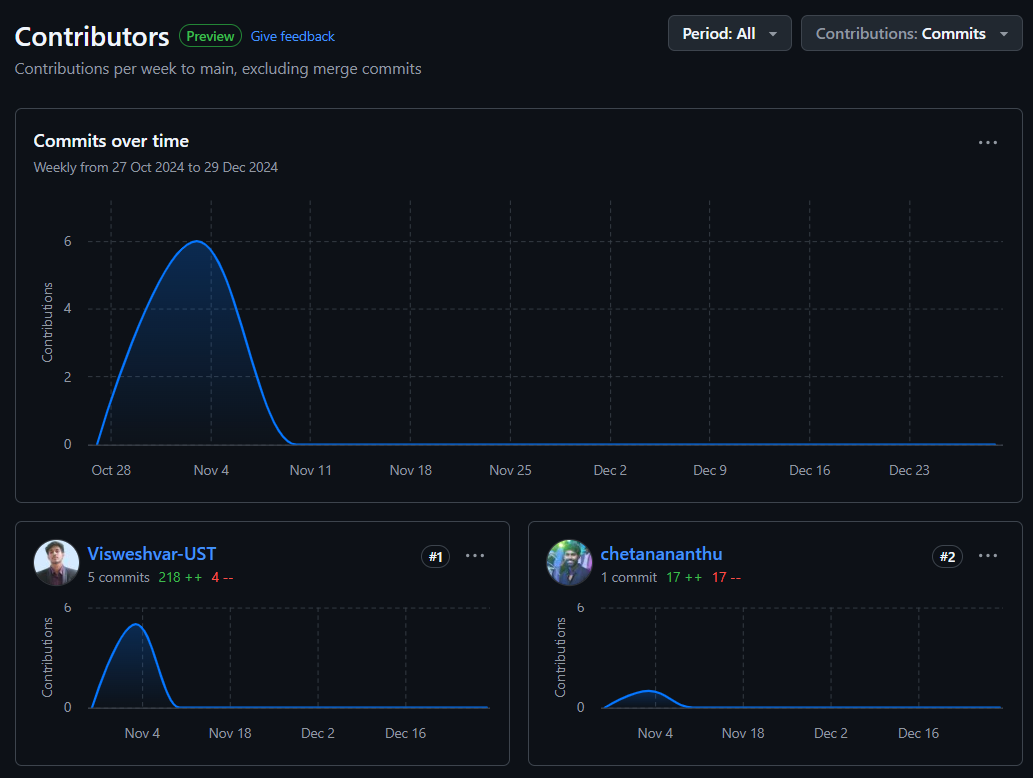 Contributors Preview Give feedback
Period: All
Contributions: Commits
Contributions per week to main, excluding merge commits
Commits over time
Weekly from 27 Oct 2024 to 29 Dec 2024
Contributions
6
4
2
0
Oct 28 Nov 4 Nov 11 Nov 18 Nov 25 Dec 2 Dec 9 Dec 16 Dec 23
Visweshvar-UST #1
5 commits 218 ++ 4 --
Contributions
6
0
Nov 4 Nov 18 Dec 2 Dec 16
chetanananthu #2
1 commit 17 ++ 17 --
Contributions
6
0
Nov 4 Nov 18 Dec 2 Dec 16